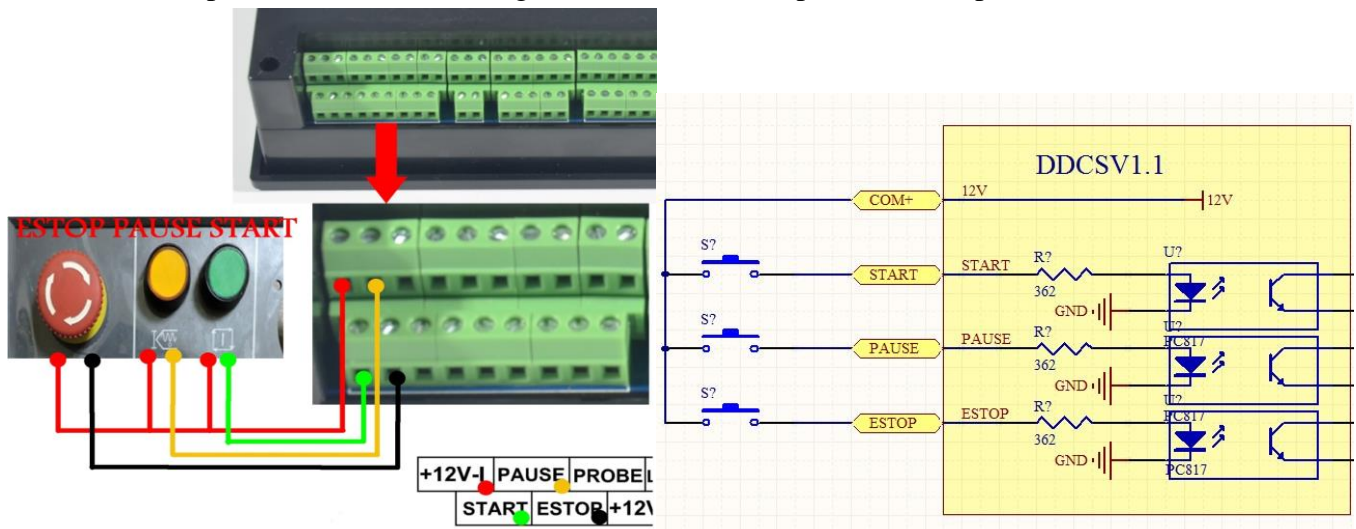 ESTOP PAUSE START
+12V-I PAUSE PROBE
START ESTOP +12V
DDCSV1.1
COM+ 12V 12V
S? START START R? 362 GND U?
S? PAUSE PAUSE R? 362 GND U? PC817
S? ESTOP ESTOP R? 362 GND U? PC817
PC817